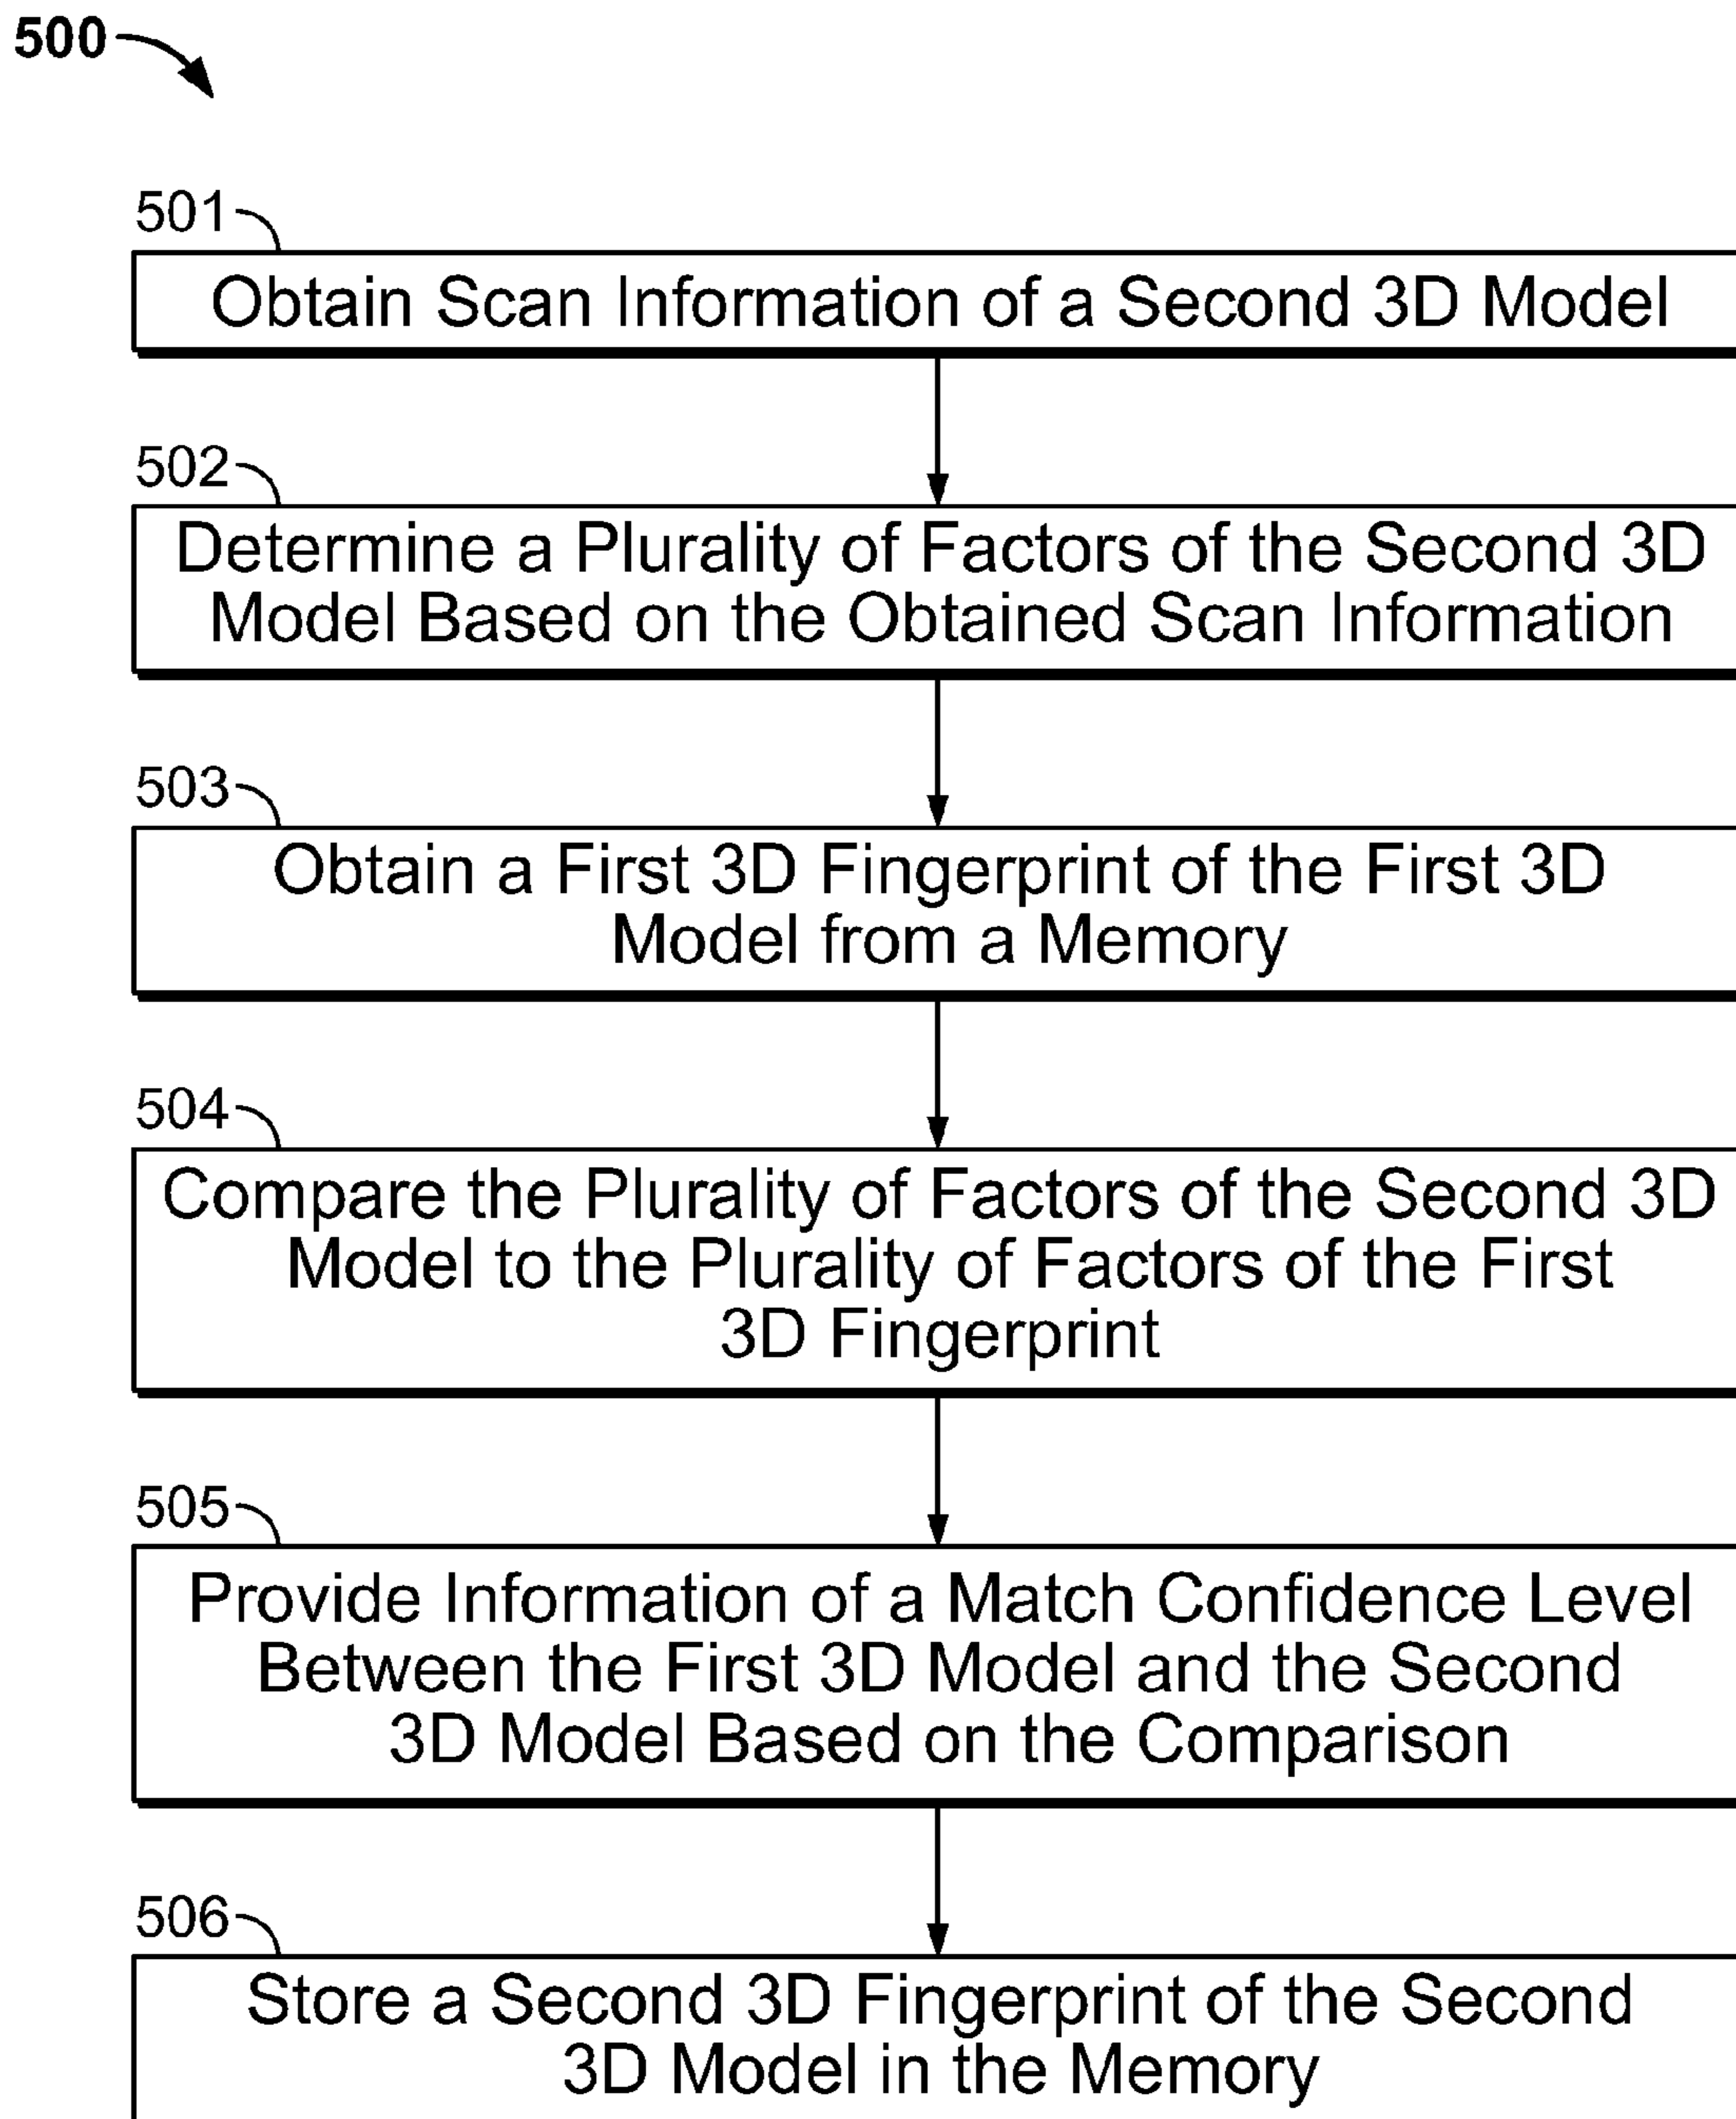 500
501
Obtain Scan Information of a Second 3D Model
502
Determine a Plurality of Factors of the Second 3D
Model Based on the Obtained Scan Information
503
Obtain a First 3D Fingerprint of the First 3D
Model from a Memory
504
Compare the Plurality of Factors of the Second 3D
Model to the Plurality of Factors of the First
3D Fingerprint
505
Provide Information of a Match Confidence Level
Between the First 3D Model and the Second
3D Model Based on the Comparison
506
Store a Second 3D Fingerprint of the Second
3D Model in the Memory